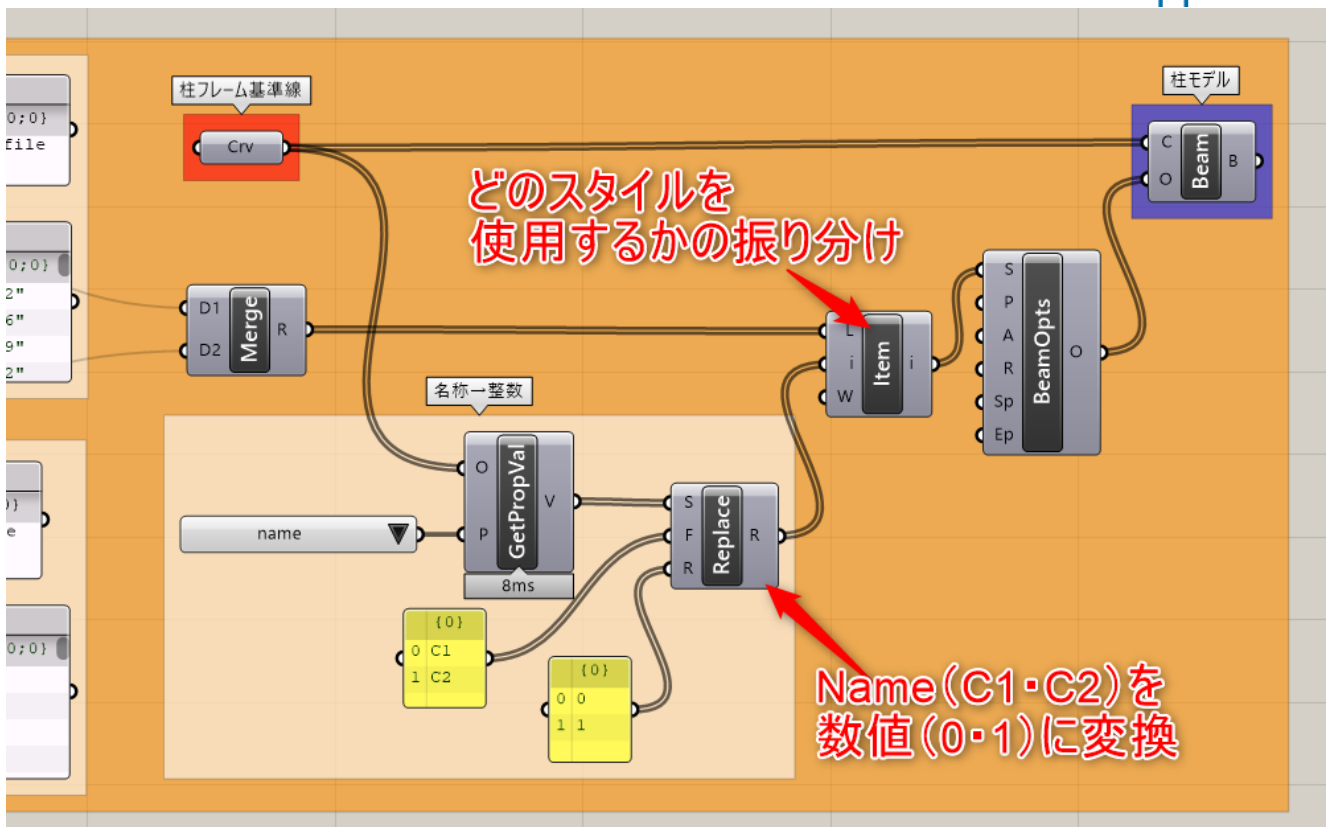 pp
柱フレーム基準線
柱モデル
0;0}
file
Crv
C
O
Beam
B
どのスタイルを
使用するかの振り分け
0;0}
2"
6"
9"
2"
D1
D2
Merge
R
S
P
A
R
Sp
Ep
BeamOpts
O
L
i
W
Item
i
名称→整数
O
P
GetPropVal
V
8ms
name
S
F
R
Replace
R
)}
e
{0}
0 C1
1 C2
{0}
0 0
1 1
0;0}
Name(C1・C2)を
数値(0・1)に変換